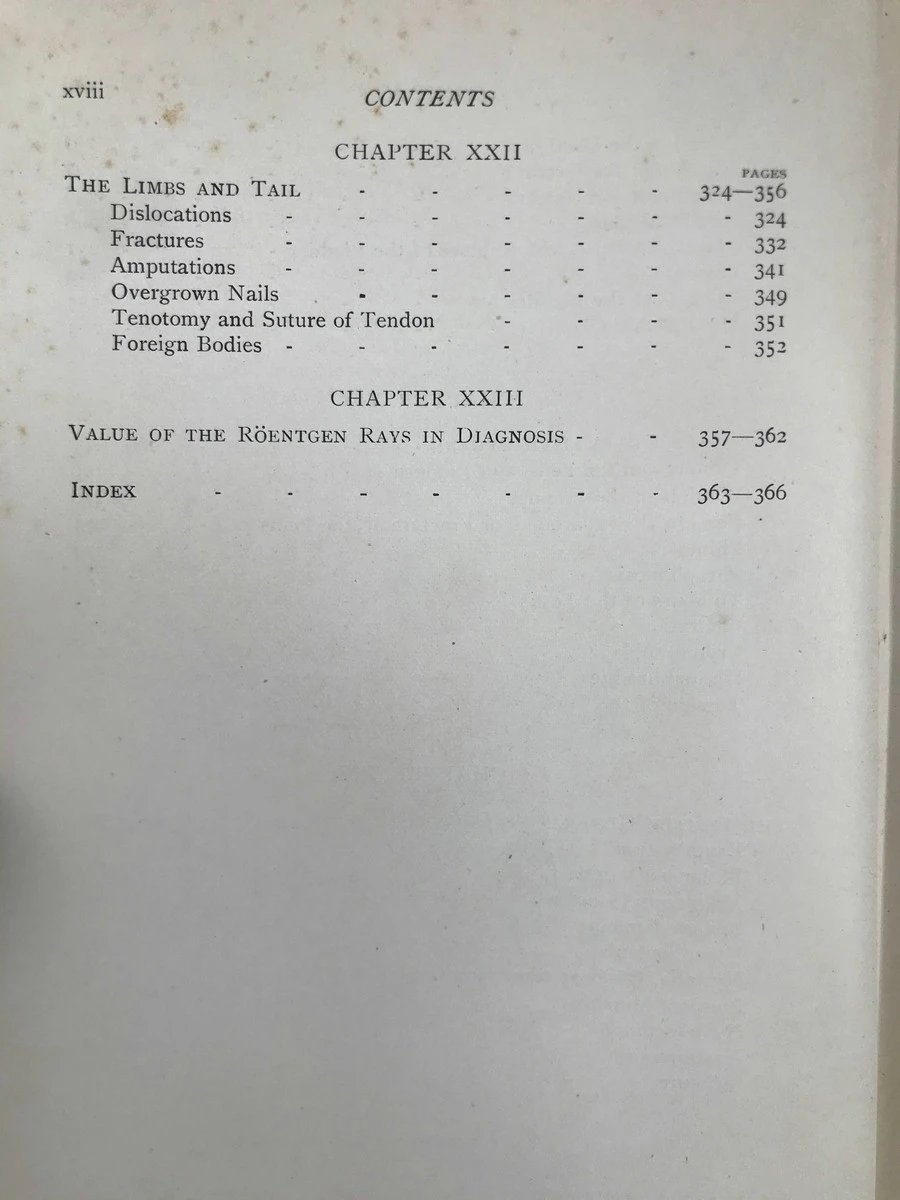 xviii
CONTENTS
CHAPTER XXII
PAGES
THE LIMBS AND TAIL - - - - - 324—356
Dislocations - - - - - - - 324
Fractures - - - - - - - 332
Amputations - - - - - - - 341
Overgrown Nails - - - - - - 349
Tenotomy and Suture of Tendon - - - - 351
Foreign Bodies - - - - - - - 352
CHAPTER XXIII
VALUE OF THE RÖENTGEN RAYS IN DIAGNOSIS - - 357—362
INDEX - - - - - - - 363—366